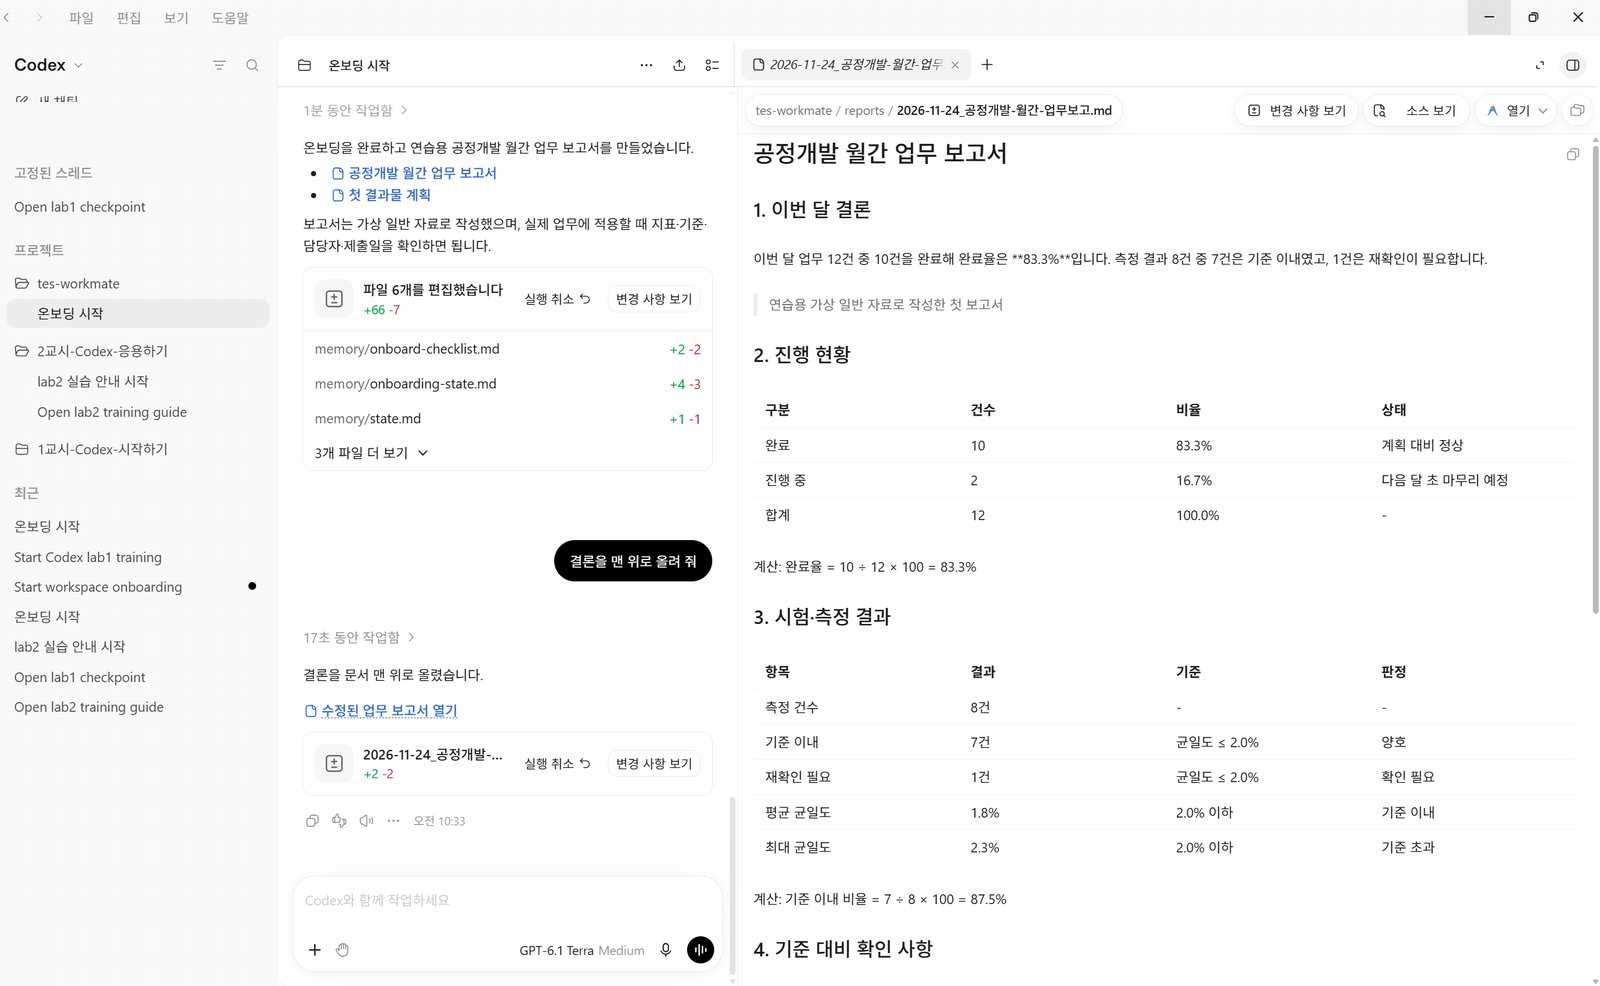 파일 편집 보기 도움말
Codex
새 채팅
고정된 스레드
Open lab1 checkpoint
프로젝트
tes-workmate
온보딩 시작
2교시-Codex-응용하기
lab2 실습 안내 시작
Open lab2 training guide
1교시-Codex-시작하기
최근
온보딩 시작
Start Codex lab1 training
Start workspace onboarding
온보딩 시작
lab2 실습 안내 시작
Open lab1 checkpoint
Open lab2 training guide
온보딩 시작
1분 동안 작업함
온보딩을 완료하고 연습용 공정개발 월간 업무 보고서를 만들었습니다.
• 공정개발 월간 업무 보고서
• 첫 결과물 계획
보고서는 가상 일반 자료로 작성했으며, 실제 업무에 적용할 때 지표·기준·
담당자·제출일을 확인하면 됩니다.
파일 6개를 편집했습니다
+66 -7
실행 취소
변경 사항 보기
memory/onboard-checklist.md +2 -2
memory/onboarding-state.md +4 -3
memory/state.md +1 -1
3개 파일 더 보기
결론을 맨 위로 올려 줘
17초 동안 작업함
결론을 문서 맨 위로 올렸습니다.
수정된 업무 보고서 열기
2026-11-24_공정개발-...
+2 -2
실행 취소
변경 사항 보기
오전 10:33
Codex와 함께 작업하세요
GPT-6.1 Terra Medium
2026-11-24_공정개발-월간-업무
tes-workmate / reports / 2026-11-24_공정개발-월간-업무보고.md
변경 사항 보기
소스 보기
열기
공정개발 월간 업무 보고서
1. 이번 달 결론
이번 달 업무 12건 중 10건을 완료해 완료율은 **83.3%**입니다. 측정 결과 8건 중 7건은 기준 이내였고, 1건은 재확인이 필요합니다.
연습용 가상 일반 자료로 작성한 첫 보고서
2. 진행 현황
구분 건수 비율 상태
완료 10 83.3% 계획 대비 정상
진행 중 2 16.7% 다음 달 초 마무리 예정
합계 12 100.0% -
계산: 완료율 = 10 ÷ 12 × 100 = 83.3%
3. 시험·측정 결과
항목 결과 기준 판정
측정 건수 8건 - -
기준 이내 7건 균일도 ≤ 2.0% 양호
재확인 필요 1건 균일도 ≤ 2.0% 확인 필요
평균 균일도 1.8% 2.0% 이하 기준 이내
최대 균일도 2.3% 2.0% 이하 기준 초과
계산: 기준 이내 비율 = 7 ÷ 8 × 100 = 87.5%
4. 기준 대비 확인 사항